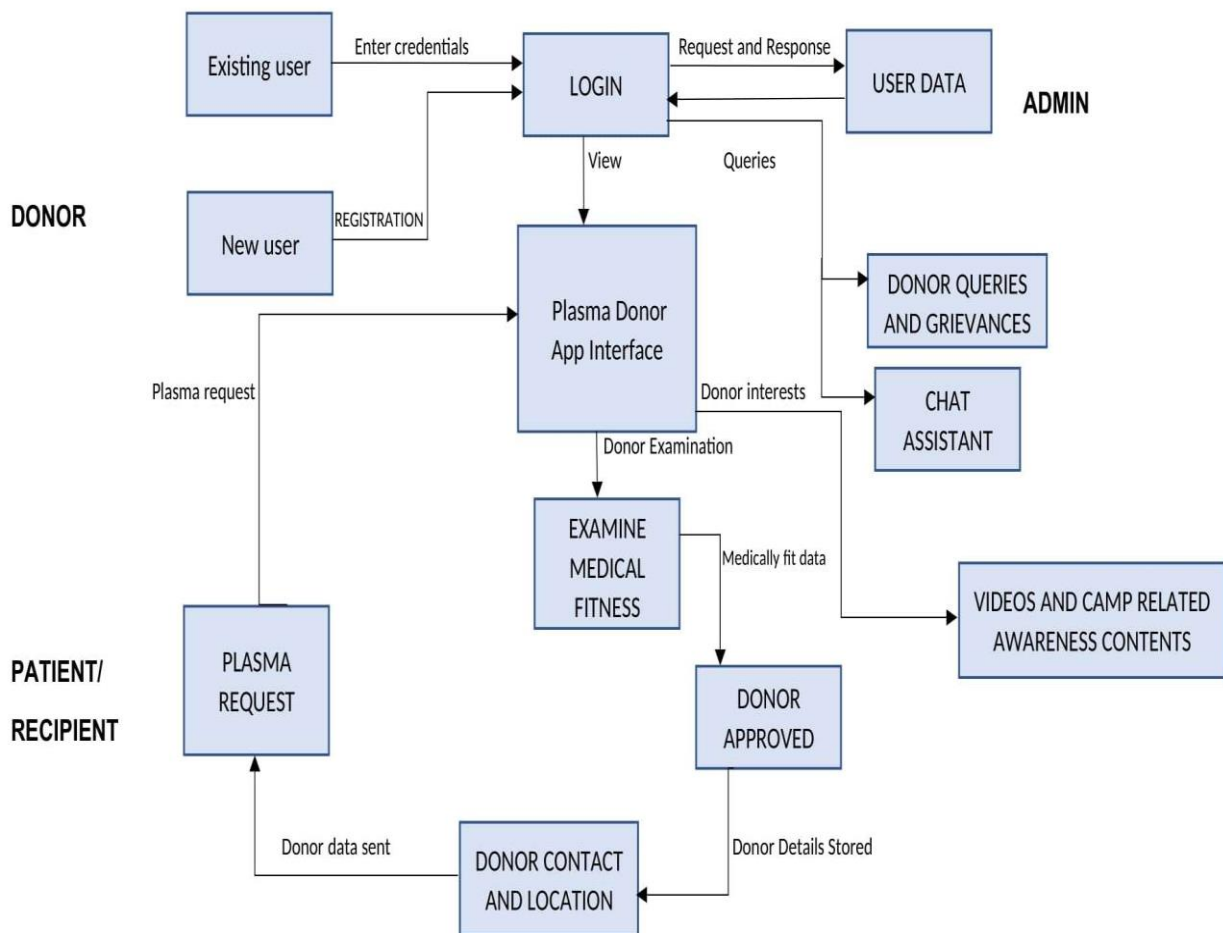 Existing user
Enter credentials
LOGIN
Request and Response
USER DATA
ADMIN
View
Queries
DONOR
New user
REGISTRATION
Plasma Donor
App Interface
DONOR QUERIES
AND GRIEVANCES
Plasma request
Donor interests
CHAT
ASSISTANT
Donor Examination
EXAMINE
MEDICAL
FITNESS
Medically fit data
VIDEOS AND CAMP RELATED
AWARENESS CONTENTS
PATIENT/
RECIPIENT
PLASMA
REQUEST
DONOR
APPROVED
Donor data sent
DONOR CONTACT
AND LOCATION
Donor Details Stored